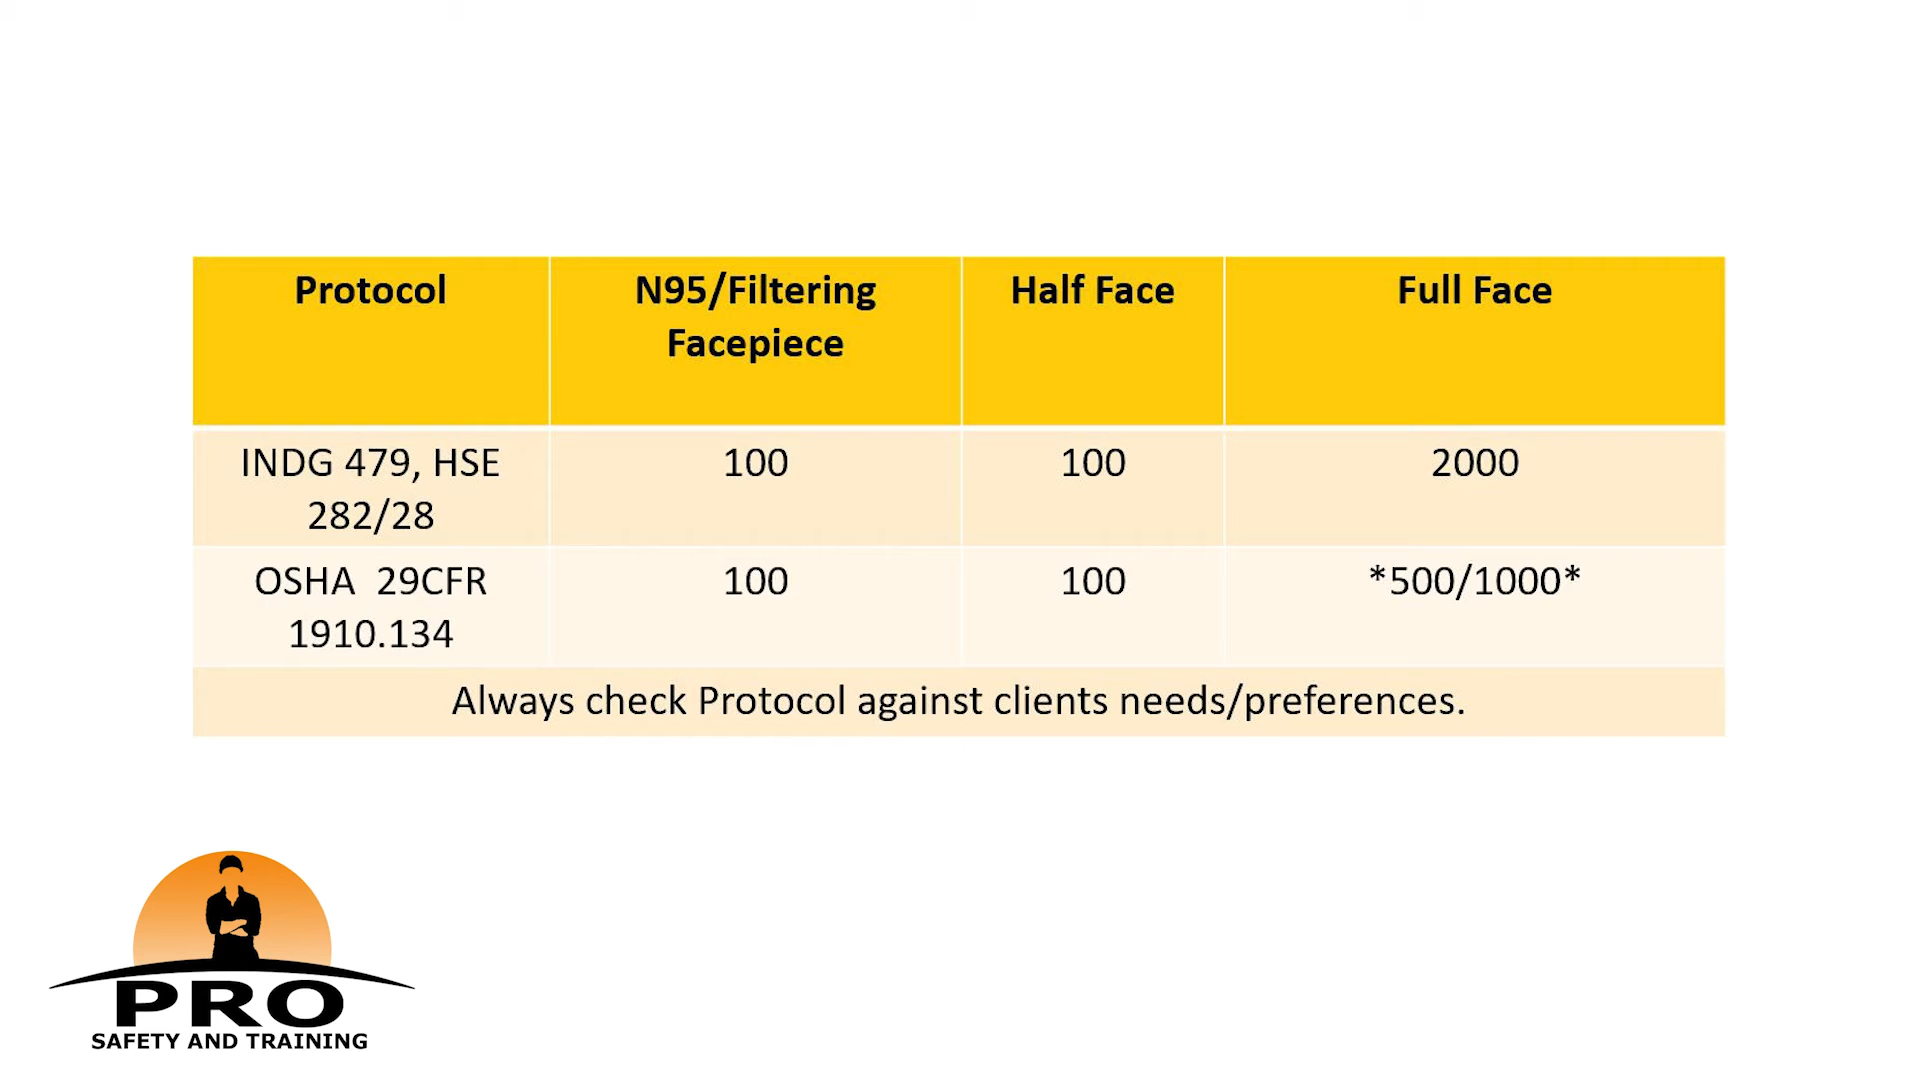 Protocol
N95/Filtering
Facepiece
Half Face
Full Face
INDG 479, HSE
282/28
100
100
2000
OSHA 29CFR
1910.134
100
100
*500/1000*
Always check Protocol against clients needs/preferences.
PRO
SAFETY AND TRAINING